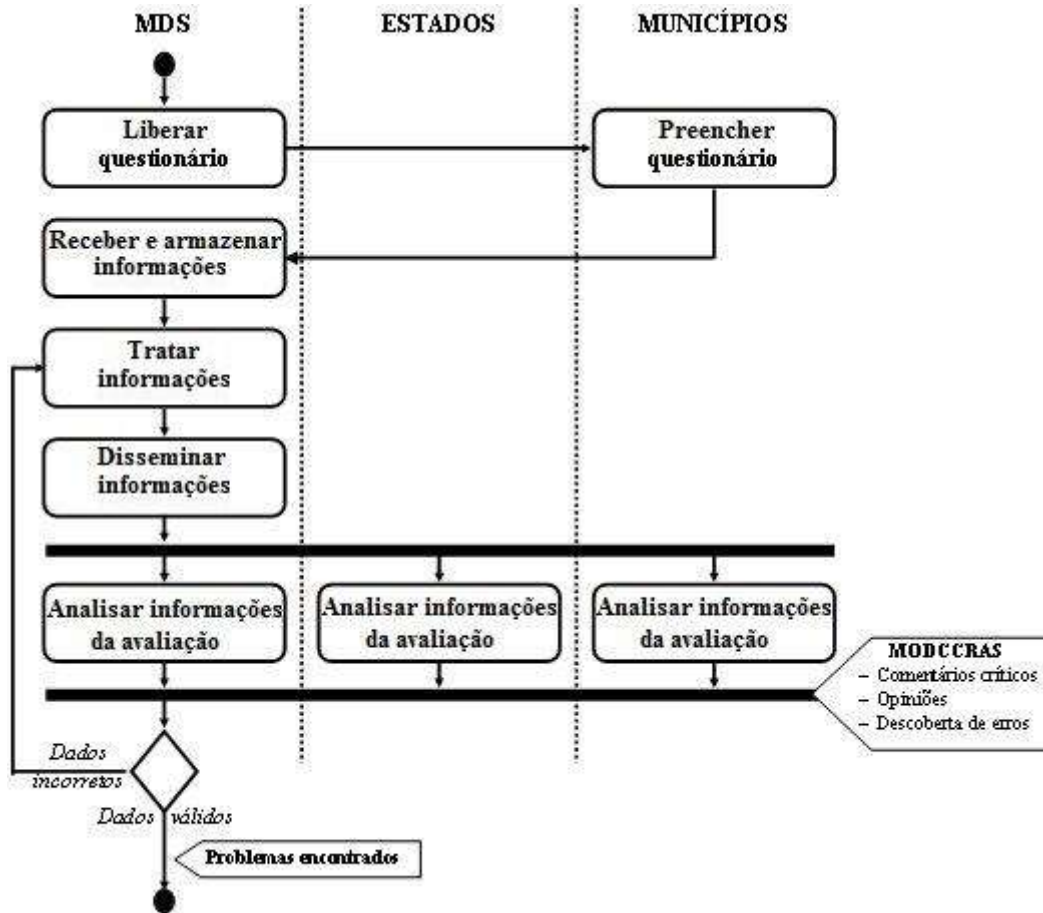 MDS
ESTADOS
MUNICÍPIOS
Liberar
questionário
Preencher
questionário
Receber e armazenar
informações
Tratar
informações
Disseminar
informações
Analisar informações
da avaliação
Analisar informações
da avaliação
Analisar informações
da avaliação
MODCCRAS
– Comentários críticos
– Opiniões
– Descoberta de erros
Dados
incorretos
Dados válidos
Problemas encontrados